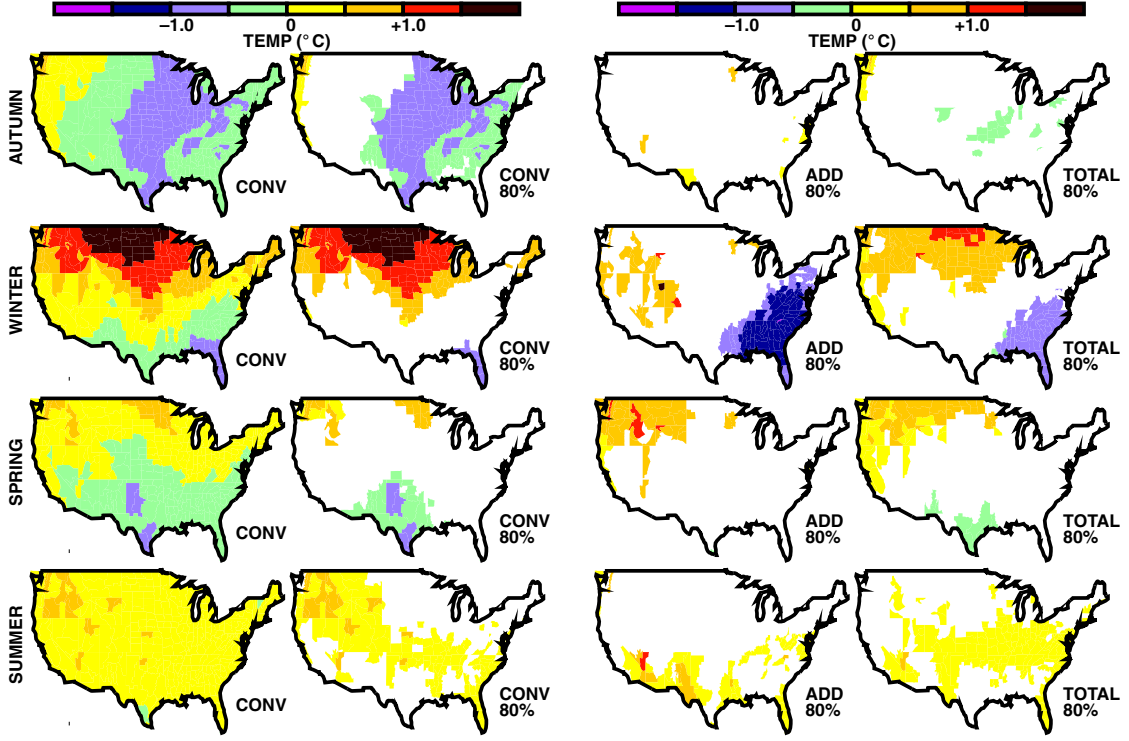 −1.0 0 +1.0
TEMP (°C)
−1.0 0 +1.0
TEMP (°C)
AUTUMN
CONV
CONV
80%
ADD
80%
TOTAL
80%
WINTER
CONV
CONV
80%
ADD
80%
TOTAL
80%
SPRING
CONV
CONV
80%
ADD
80%
TOTAL
80%
SUMMER
CONV
CONV
80%
ADD
80%
TOTAL
80%